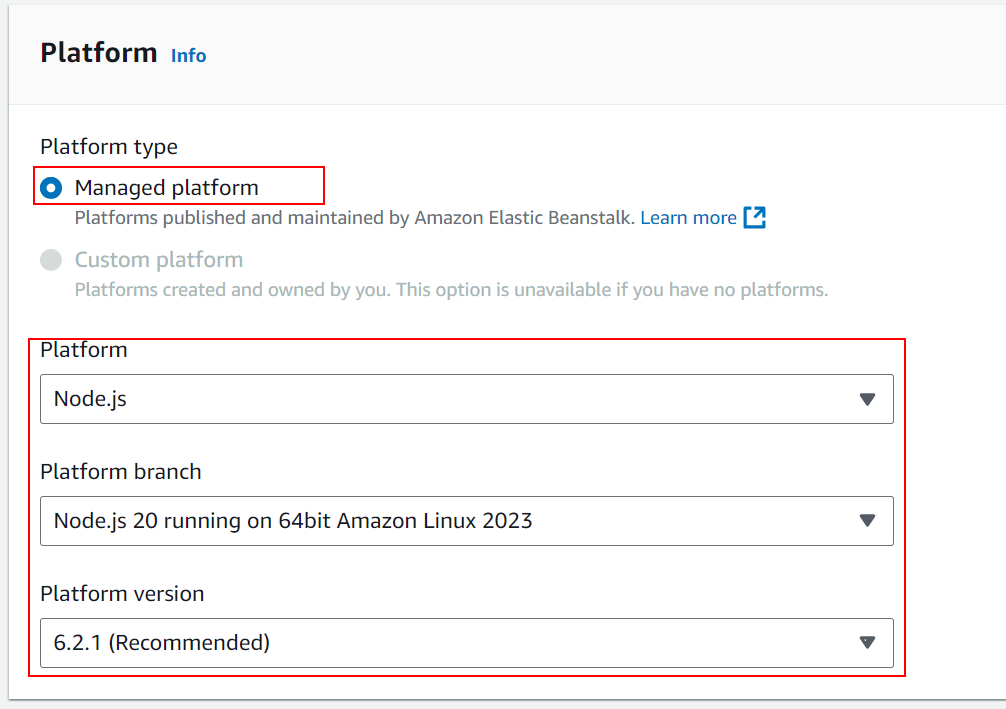 Platform Info
Platform type
Managed platform
Platforms published and maintained by Amazon Elastic Beanstalk. Learn more
Custom platform
Platforms created and owned by you. This option is unavailable if you have no platforms.
Platform
Node.js
Platform branch
Node.js 20 running on 64bit Amazon Linux 2023
Platform version
6.2.1 (Recommended)